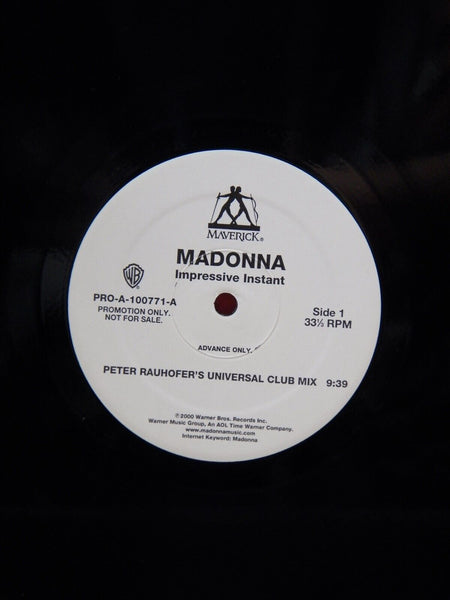 MAVERICK®
MADONNA
Impressive Instant
WB
PRO-A-100771-A
PROMOTION ONLY.
NOT FOR SALE.
Side 1
33⅓ RPM
ADVANCE ONLY.
PETER RAUHOFER'S UNIVERSAL CLUB MIX 9:39
℗2000 Warner Bros. Records Inc.
Warner Music Group, An AOL Time Warner Company.
www.madonnamusic.com
Internet Keyword: Madonna